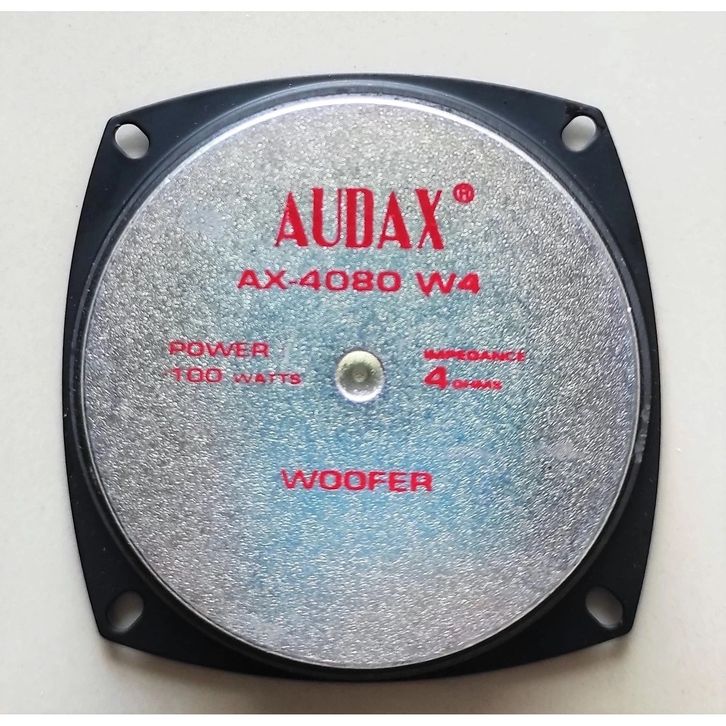 AUDAX®
AX-4080 W4
POWER
100 WATTS
IMPEDANCE
4 OHMS
WOOFER